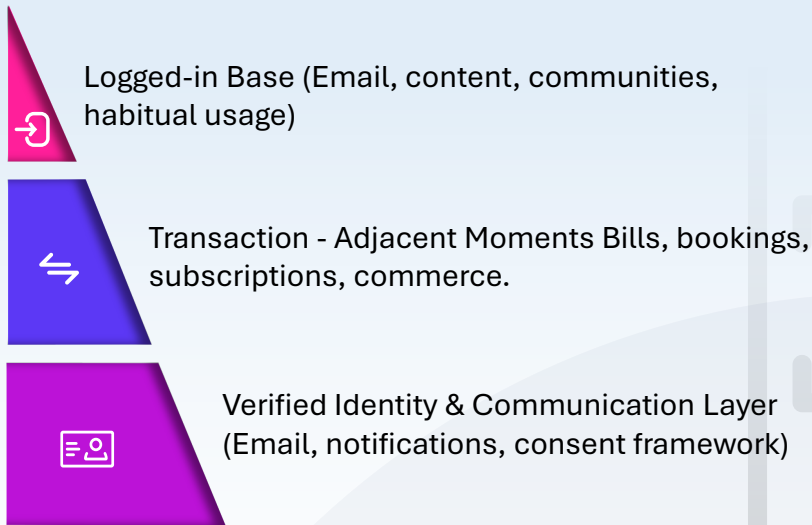 Logged-in Base (Email, content, communities,
habitual usage)
Transaction - Adjacent Moments Bills, bookings,
subscriptions, commerce.
Verified Identity & Communication Layer
(Email, notifications, consent framework)